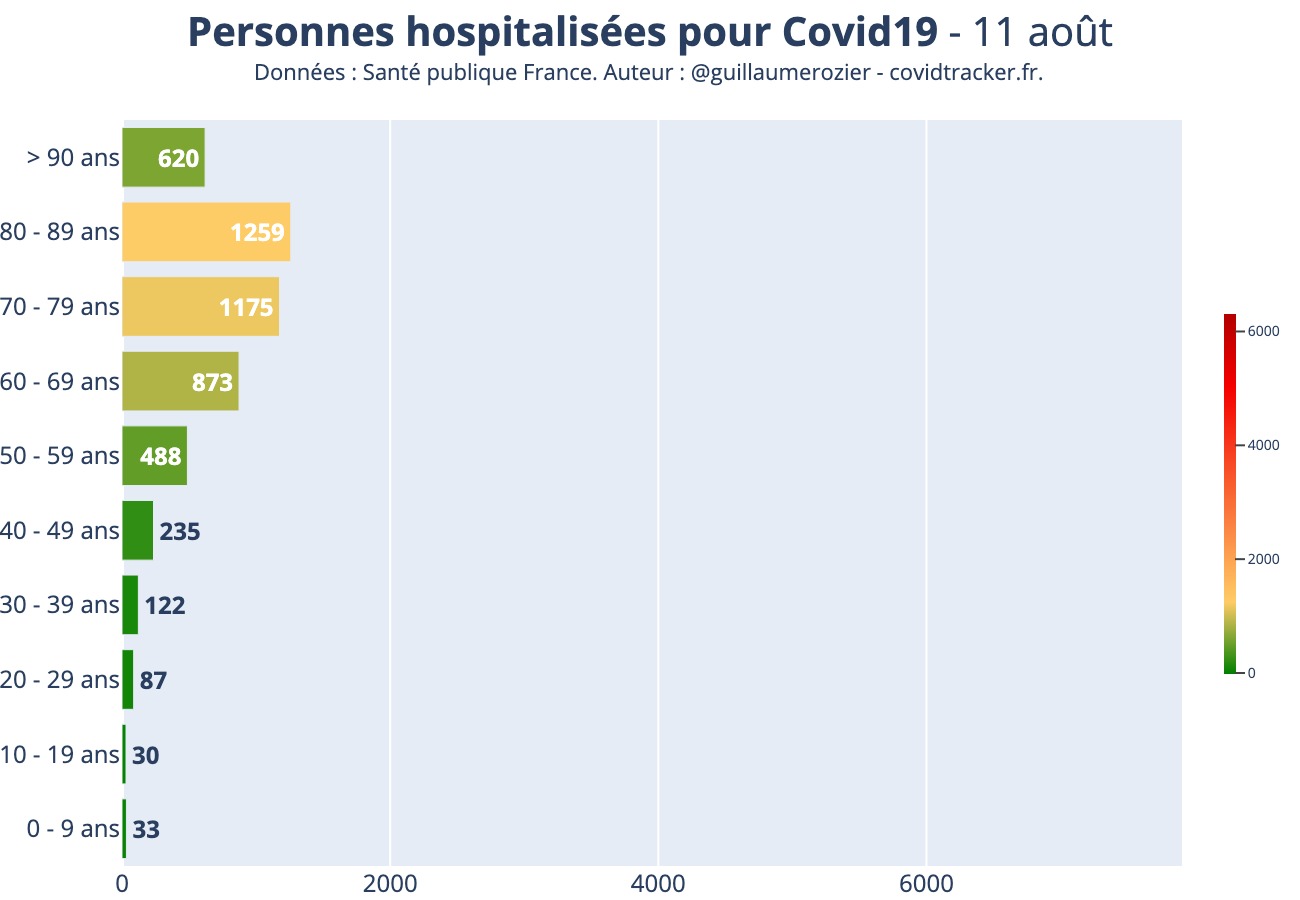 Personnes hospitalisées pour Covid19 - 11 août
Données : Santé publique France. Auteur : @guillaumerozier - covidtracker.fr.
> 90 ans 620
80 - 89 ans 1259
70 - 79 ans 1175
60 - 69 ans 873
50 - 59 ans 488
40 - 49 ans 235
30 - 39 ans 122
20 - 29 ans 87
10 - 19 ans 30
0 - 9 ans 33
0 2000 4000 6000
6000
4000
2000
0